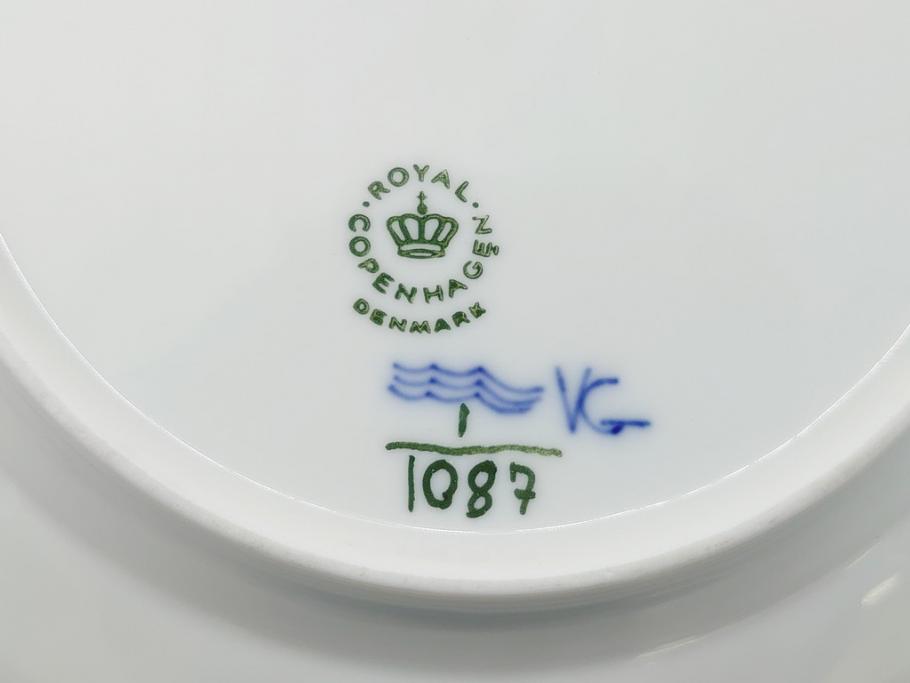 ROYAL
COPENHAGEN
DENMARK
VG
1
1087